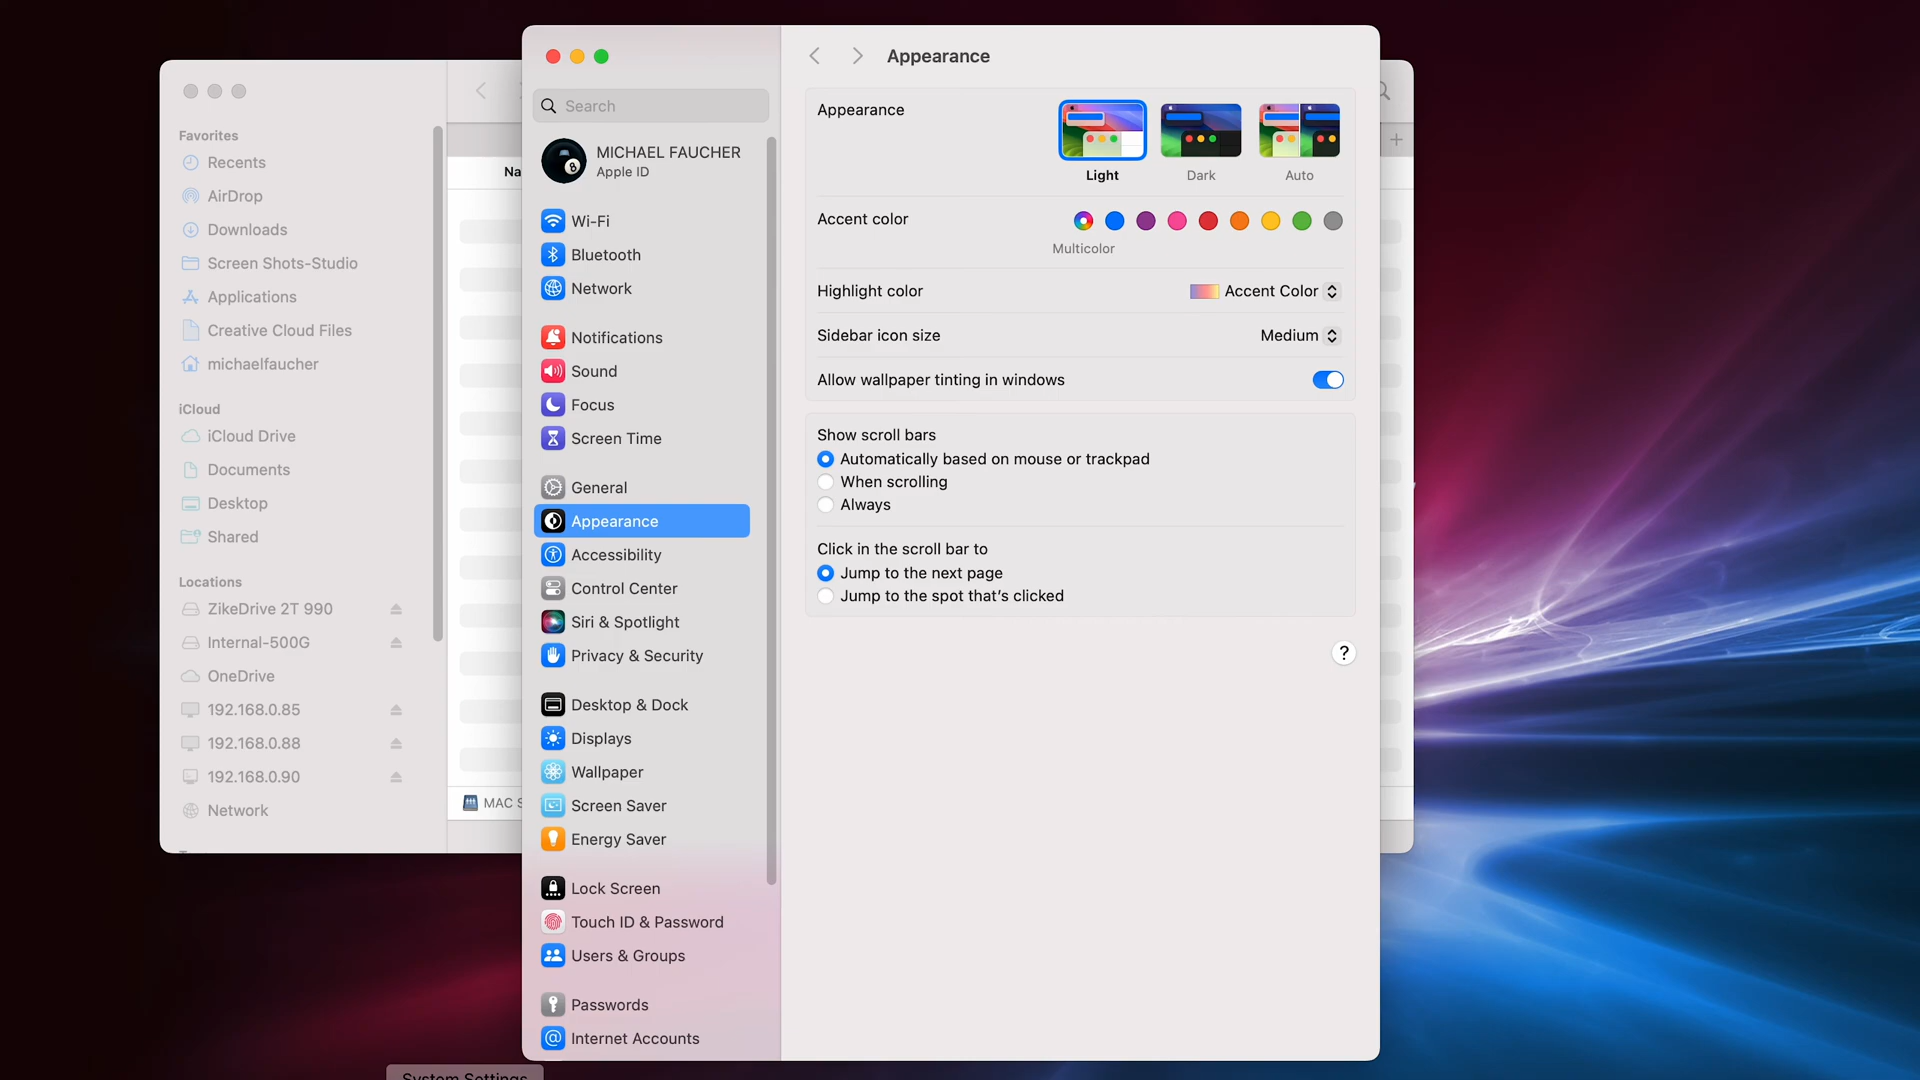 Favorites
Recents
AirDrop
Downloads
Screen Shots-Studio
Applications
Creative Cloud Files
michaelfaucher
iCloud
iCloud Drive
Documents
Desktop
Shared
Locations
ZikeDrive 2T 990
Internal-500G
OneDrive
192.168.0.85
192.168.0.88
192.168.0.90
Network
Na
MAC S
Search
MICHAEL FAUCHER
Apple ID
Wi-Fi
Bluetooth
Network
Notifications
Sound
Focus
Screen Time
General
Appearance
Accessibility
Control Center
Siri & Spotlight
Privacy & Security
Desktop & Dock
Displays
Wallpaper
Screen Saver
Energy Saver
Lock Screen
Touch ID & Password
Users & Groups
Passwords
Internet Accounts
Appearance
Appearance
Light Dark Auto
Accent color
Multicolor
Highlight color Accent Color
Sidebar icon size Medium
Allow wallpaper tinting in windows
Show scroll bars
Automatically based on mouse or trackpad
When scrolling
Always
Click in the scroll bar to
Jump to the next page
Jump to the spot that's clicked
?
System Settings